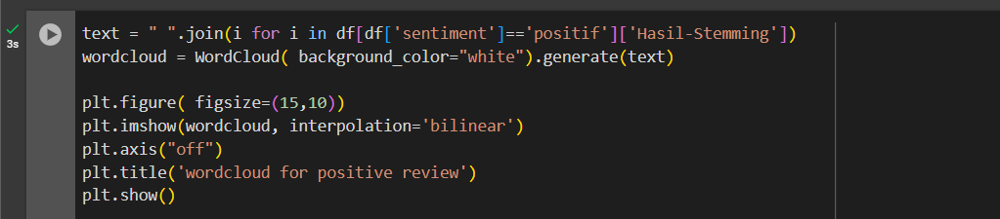 3s
text = " ".join(i for i in df[df['sentiment']=='positif']['Hasil-Stemming'])
wordcloud = WordCloud( background_color="white").generate(text)
plt.figure( figsize=(15,10))
plt.imshow(wordcloud, interpolation='bilinear')
plt.axis("off")
plt.title('wordcloud for positive review')
plt.show()